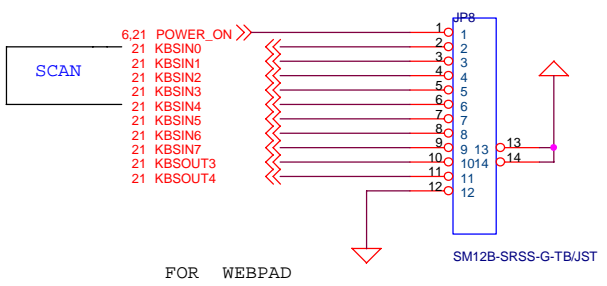 JP8
6,21 POWER_ON 1 1
21 KBSIN0 2 2
21 KBSIN1 3 3
SCAN 21 KBSIN2 4 4
21 KBSIN3 5 5
21 KBSIN4 6 6
21 KBSIN5 7 7
21 KBSIN6 8 8
21 KBSIN7 9 9 13 13
21 KBSOUT3 10 10 14 14
21 KBSOUT4 11 11
12 12
SM12B-SRSS-G-TB/JST
FOR WEBPAD